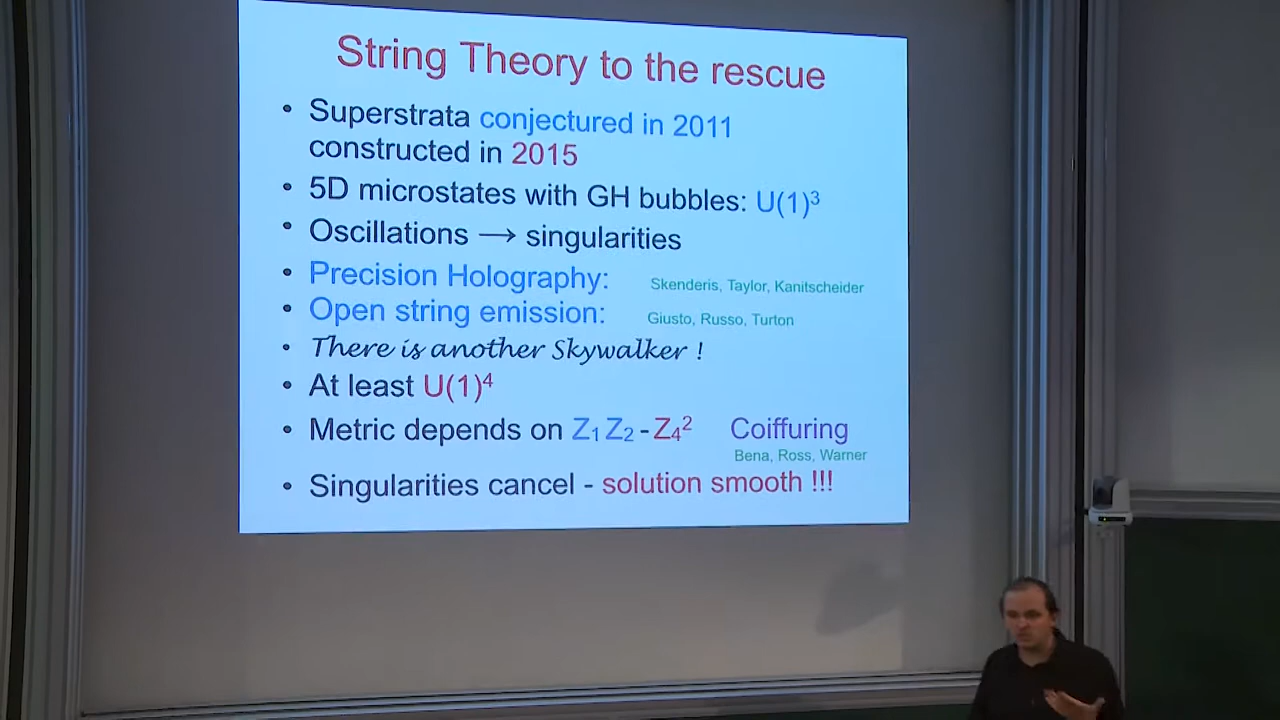 String Theory to the rescue
• Superstrata conjectured in 2011
constructed in 2015
• 5D microstates with GH bubbles: U(1)³
• Oscillations → singularities
• Precision Holography: Skenderis, Taylor, Kanitscheider
• Open string emission: Giusto, Russo, Turton
• There is another Skywalker !
• At least U(1)⁴
• Metric depends on Z₁ Z₂ - Z₄² Coiffuring
Bena, Ross, Warner
• Singularities cancel - solution smooth !!!